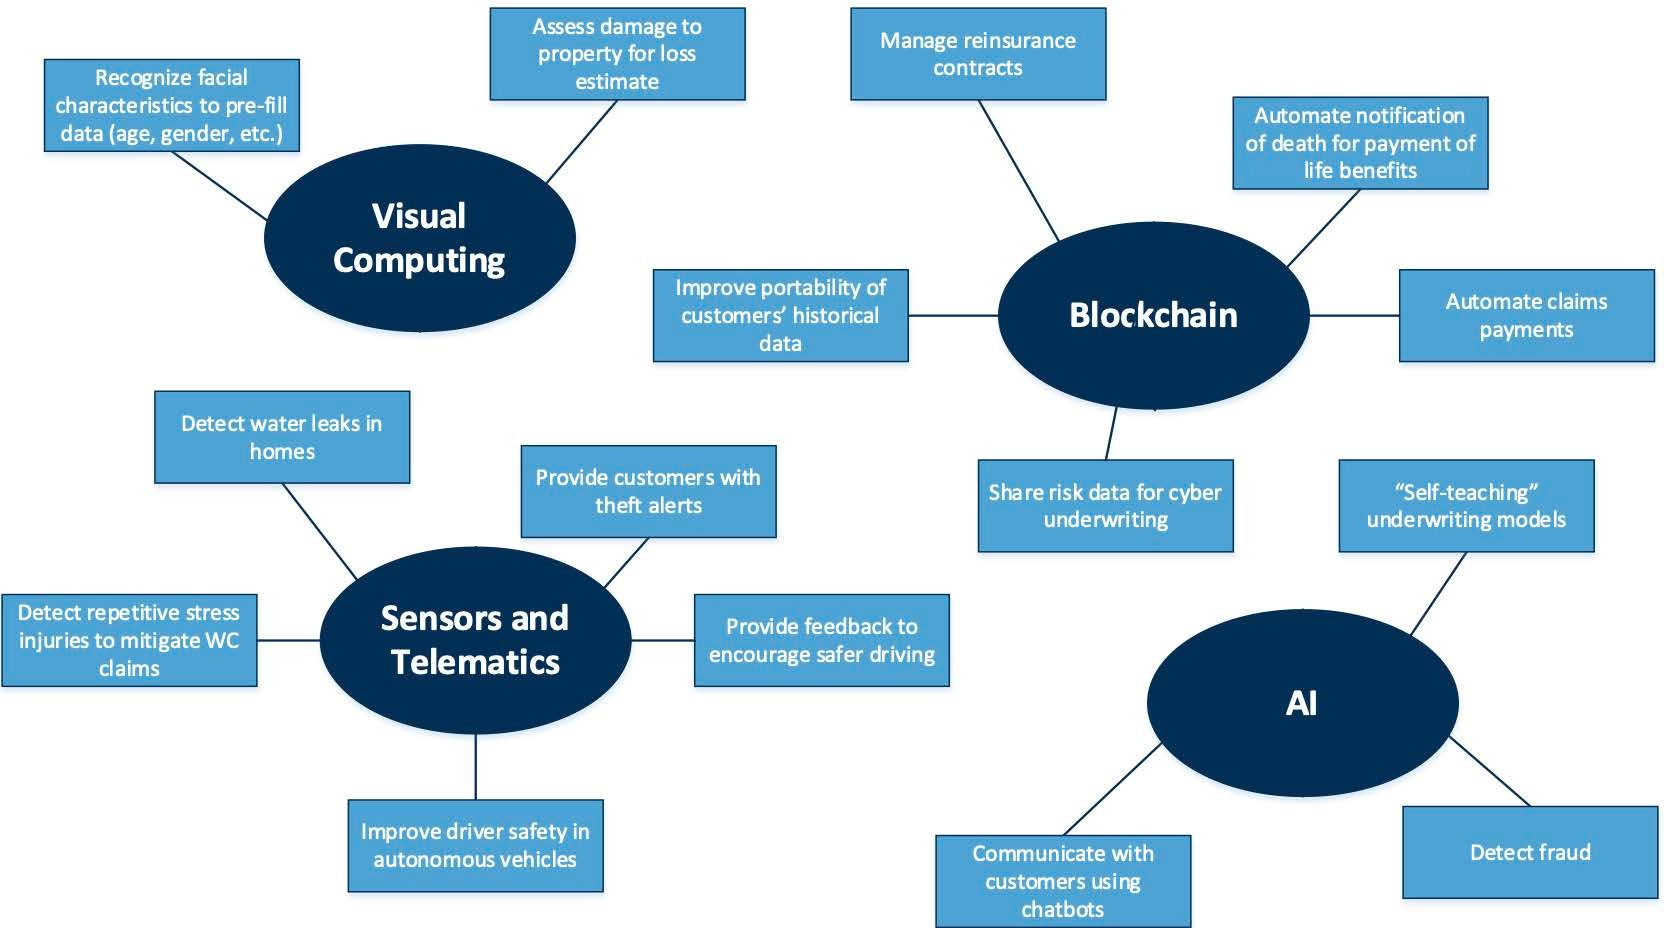 Recognize facial
characteristics to pre-fill
data (age, gender, etc.)
Assess damage to
property for loss
estimate
Visual
Computing
Manage reinsurance
contracts
Automate notification
of death for payment of
life benefits
Improve portability of
customers’ historical
data
Blockchain
Automate claims
payments
Share risk data for cyber
underwriting
Detect water leaks in
homes
Provide customers with
theft alerts
Detect repetitive stress
injuries to mitigate WC
claims
Sensors and
Telematics
Provide feedback to
encourage safer driving
Improve driver safety in
autonomous vehicles
“Self-teaching”
underwriting models
AI
Communicate with
customers using
chatbots
Detect fraud